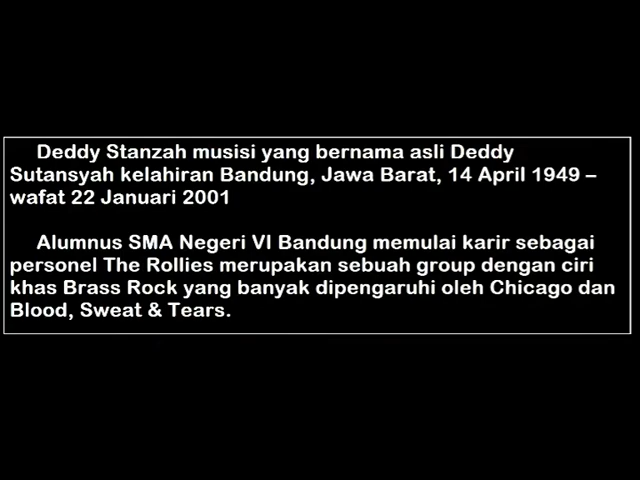 Deddy Stanzah musisi yang bernama asli Deddy
Sutansyah kelahiran Bandung, Jawa Barat, 14 April 1949 –
wafat 22 Januari 2001
Alumnus SMA Negeri VI Bandung memulai karir sebagai
personel The Rollies merupakan sebuah group dengan ciri
khas Brass Rock yang banyak dipengaruhi oleh Chicago dan
Blood, Sweat & Tears.